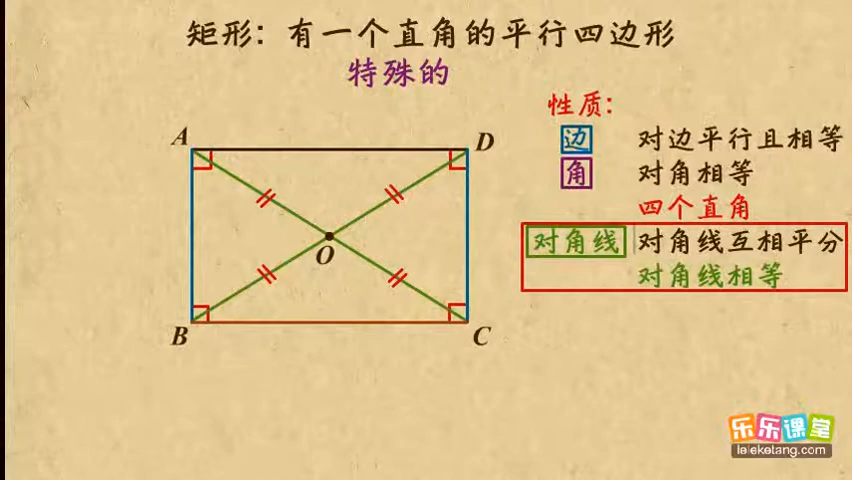 矩形：有一个直角的平行四边形
特殊的
性质：
边 对边平行且相等
角 对角相等
四个直角
对角线 对角线互相平分
对角线相等
A
D
O
B
C
乐乐课堂
leleketang.com